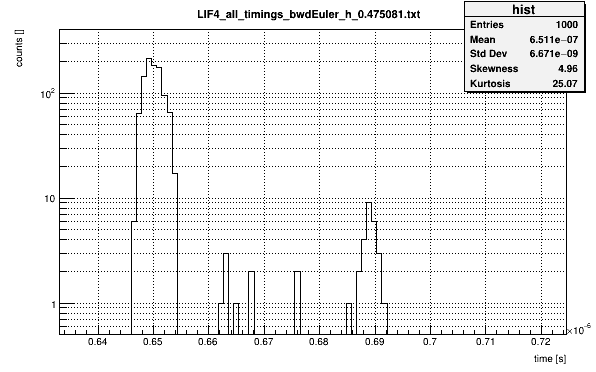 LIF4_all_timings_bwdEuler_h_0.475081.txt
hist
Entries 1000
Mean 6.511e−07
Std Dev 6.671e−09
Skewness 4.96
Kurtosis 25.07
counts []
10²
10
1
0.64 0.65 0.66 0.67 0.68 0.69 0.7 0.71 0.72
×10⁻⁶
time [s]